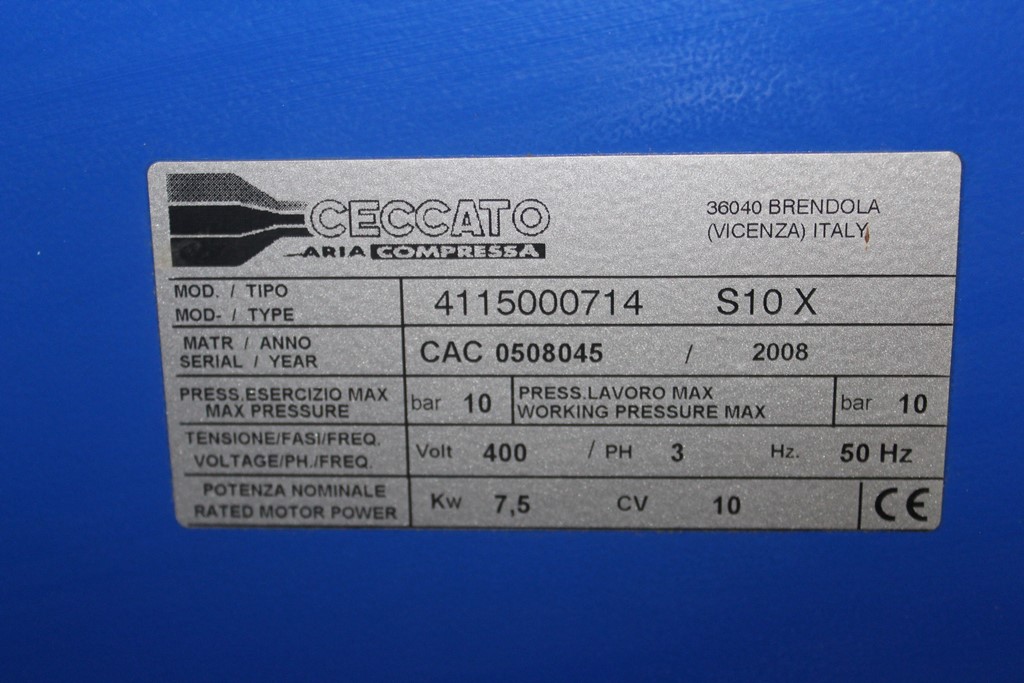 CECCATO
ARIA COMPRESSA
36040 BRENDOLA
(VICENZA) ITALY
MOD. / TIPO
MOD- / TYPE
4115000714 S10 X
MATR / ANNO
SERIAL / YEAR
CAC 0508045 / 2008
PRESS.ESERCIZIO MAX
MAX PRESSURE
bar 10
PRESS.LAVORO MAX
WORKING PRESSURE MAX
bar 10
TENSIONE/FASI/FREQ.
VOLTAGE/PH./FREQ.
Volt 400 / PH 3 Hz. 50 Hz
POTENZA NOMINALE
RATED MOTOR POWER
Kw 7,5 CV 10
CE